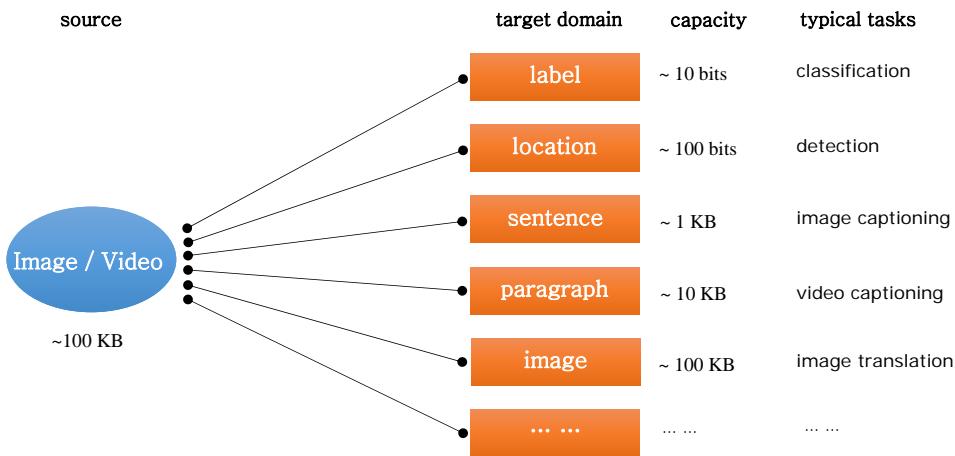 source target domain capacity typical tasks
label ~ 10 bits classification
location ~ 100 bits detection
sentence ~ 1 KB image captioning
Image / Video
paragraph ~ 10 KB video captioning
~100 KB
image ~ 100 KB image translation
... ... ... ... ... ...